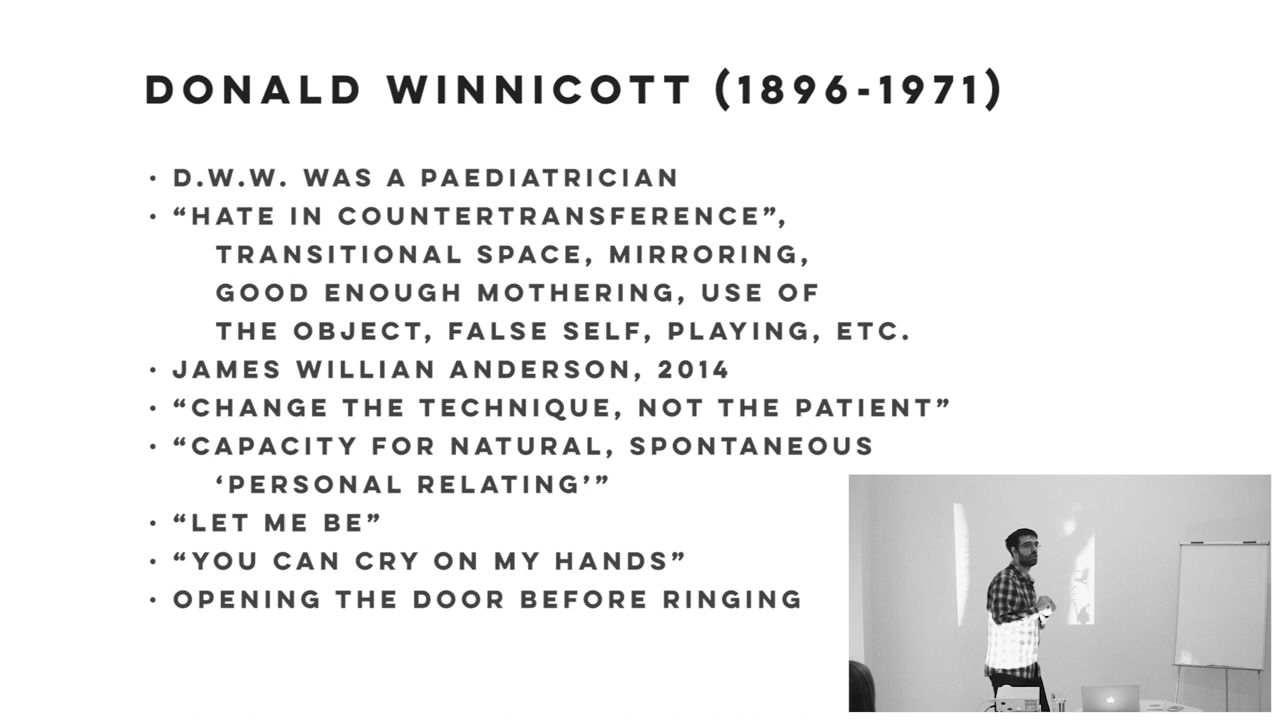 DONALD WINNICOTT (1896-1971)
• D.W.W. WAS A PAEDIATRICIAN
• “HATE IN COUNTERTRANSFERENCE”,
TRANSITIONAL SPACE, MIRRORING,
GOOD ENOUGH MOTHERING, USE OF
THE OBJECT, FALSE SELF, PLAYING, ETC.
• JAMES WILLIAN ANDERSON, 2014
• “CHANGE THE TECHNIQUE, NOT THE PATIENT”
• “CAPACITY FOR NATURAL, SPONTANEOUS
‘PERSONAL RELATING’”
• “LET ME BE”
• “YOU CAN CRY ON MY HANDS”
• OPENING THE DOOR BEFORE RINGING